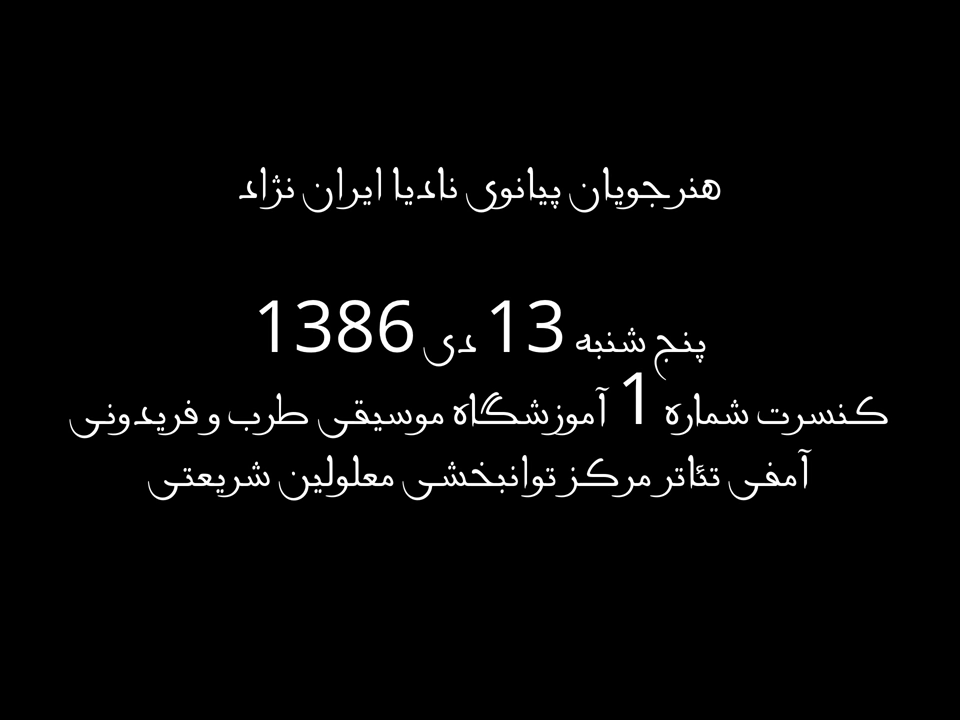 هنرجویان پیانوی نادیا ایران نژاد
پنج شنبه 13 دی 1386
کنسرت شماره 1 آموزشگاه موسیقی طرب و فریدونی
آمفی تئاتر مرکز توانبخشی معلولین شریعتی